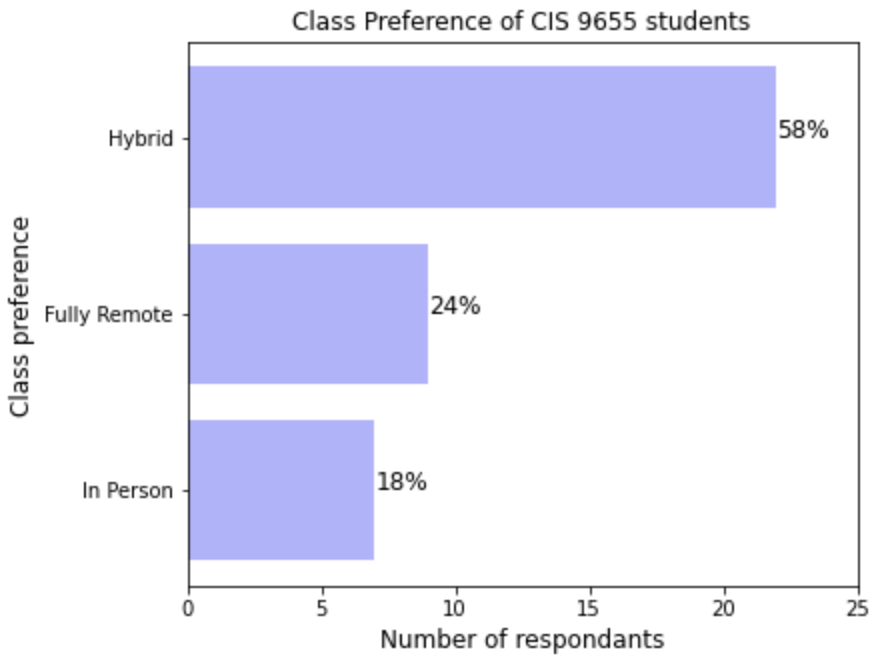 Class Preference of CIS 9655 students
Hybrid
58%
Fully Remote
24%
In Person
18%
Class preference
0 5 10 15 20 25
Number of respondants